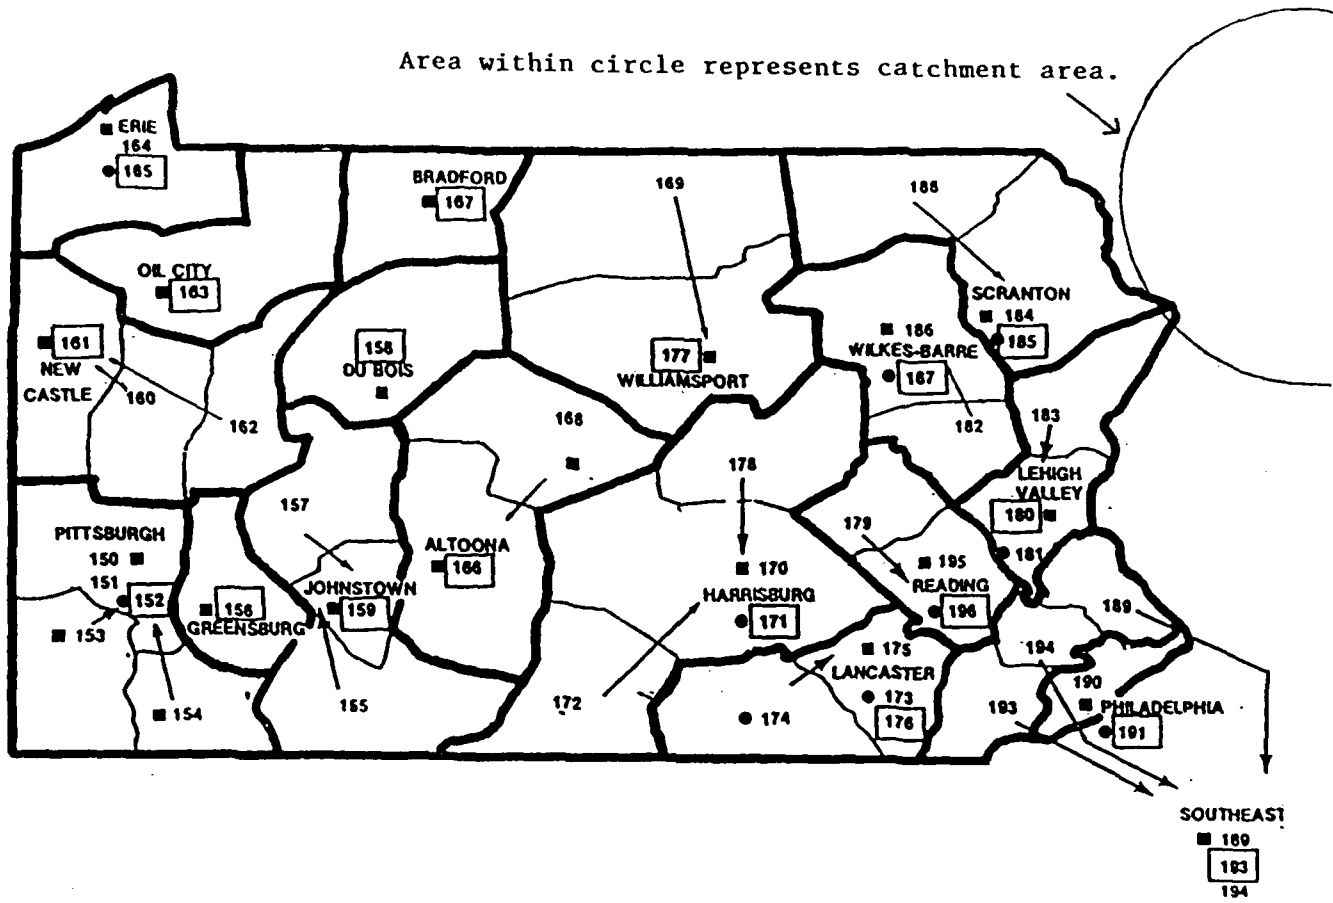 Area within circle represents catchment area.
ERIE
164
165
BRADFORD
167
169
188
OIL CITY
163
SCRANTON
184
185
161
NEW
CASTLE
160
162
158
DU BOIS
177
WILLIAMSPORT
186
WILKES-BARRE
187
168
182
183
178
LEHIGH
VALLEY
180
181
157
179
PITTSBURGH
150
151
152
153
154
ALTOONA
166
JOHNSTOWN
159
156
GREENSBURG
155
170
HARRISBURG
171
195
READING
196
189
175
LANCASTER
173
176
174
172
194
190
193
PHILADELPHIA
191
SOUTHEAST
189
193
194